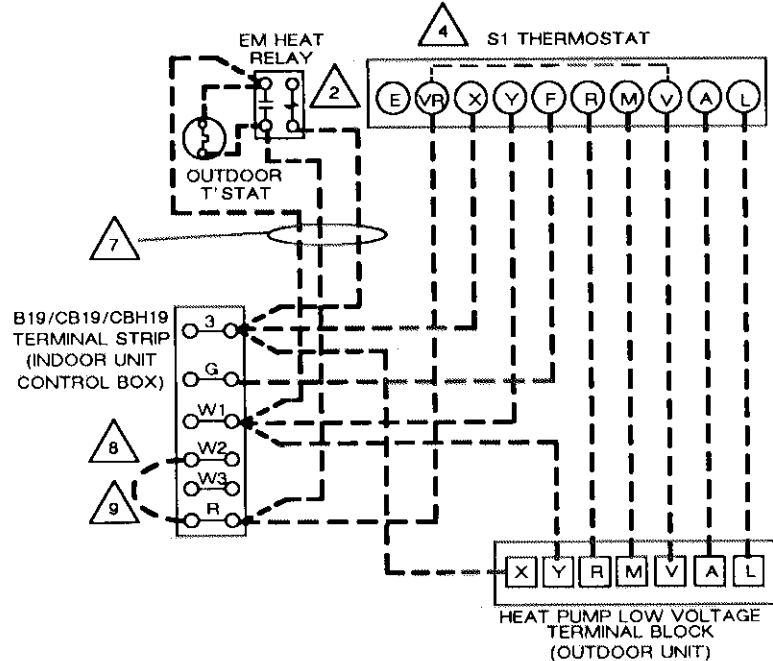 EM HEAT
RELAY
2
4
S1 THERMOSTAT
E VR X Y F R M V A L
OUTDOOR
T'STAT
7
B19/CB19/CBH19
TERMINAL STRIP
(INDOOR UNIT
CONTROL BOX)
3
G
W1
W2
W3
R
8
9
X Y R M V A L
HEAT PUMP LOW VOLTAGE
TERMINAL BLOCK
(OUTDOOR UNIT)